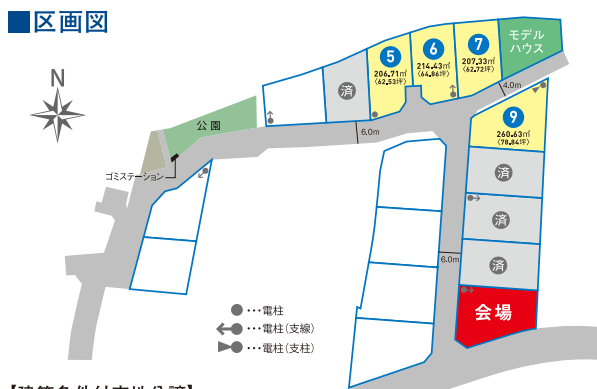 ■区画図
N
モデル
ハウス
5
206.71㎡
(62.53坪)
6
214.43㎡
(64.86坪)
7
207.33㎡
(62.72坪)
済
4.0m
9
260.63㎡
(78.84坪)
公園
6.0m
ゴミステーション
済
済
済
6.0m
会場
●・・・電柱
・・・電柱(支線)
・・・電柱(支柱)